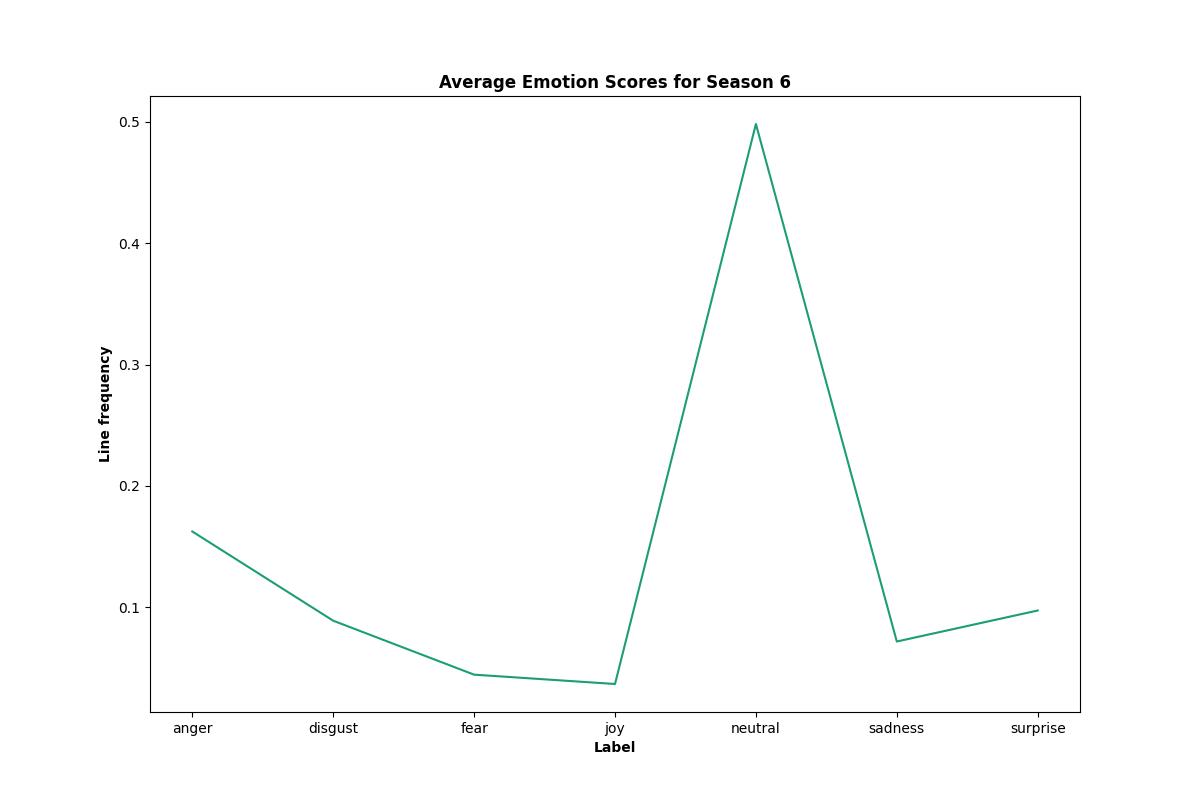 Average Emotion Scores for Season 6
0.5
0.4
0.3
0.2
0.1
Line frequency
anger disgust fear joy neutral sadness surprise
Label